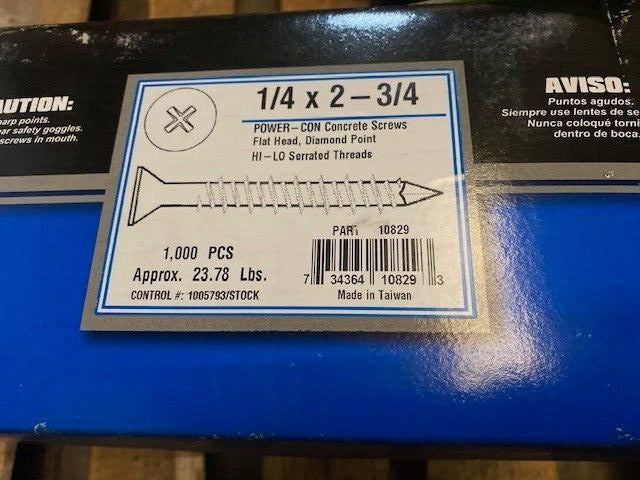 AUTION:
arp points.
ar safety goggles.
screws in mouth.
1/4 x 2-3/4
POWER-CON Concrete Screws
Flat Head, Diamond Point
HI-LO Serrated Threads
1,000 PCS
Approx. 23.78 Lbs.
CONTROL #: 1005793/STOCK
PART 10829
7 34364 10829 3
Made in Taiwan
AVISO:
Puntos agudos.
Siempre use lentes de se
Nunca coloqué torni
dentro de boca.